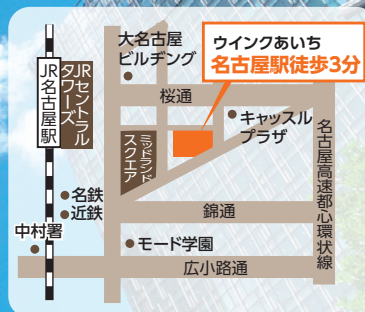 大名古屋
ビルヂング
ウインクあいち
名古屋駅徒歩3分
JR名古屋駅
JRセントラル
タワーズ
桜通
キャッスル
プラザ
ミッドランド
スクエア
名古屋高速都心環状線
名鉄
近鉄
錦通
中村署
モード学園
広小路通